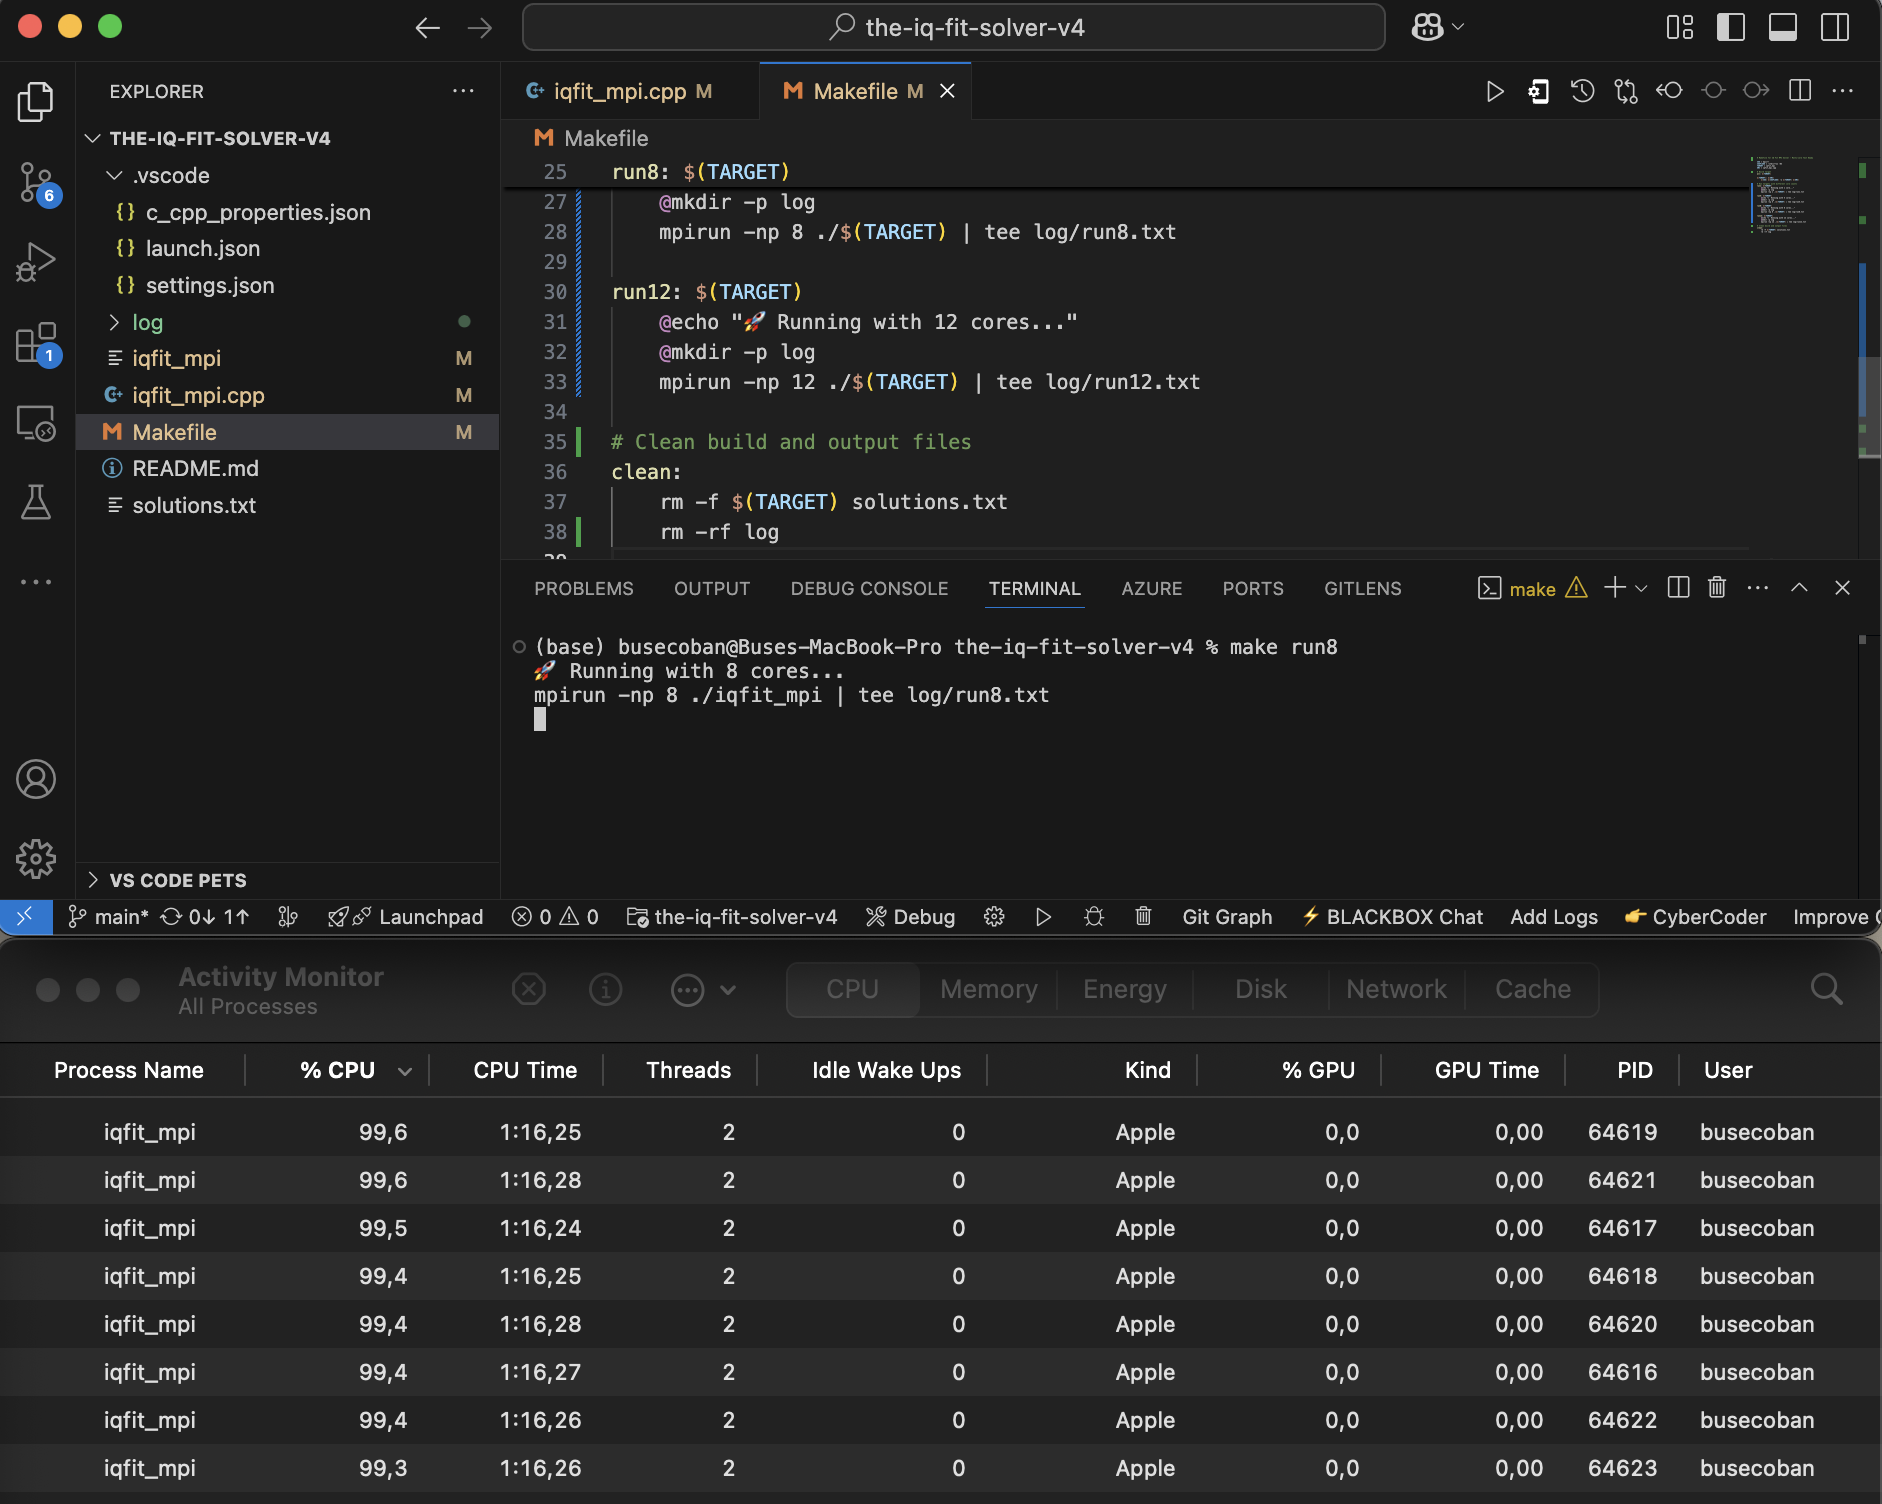 the-iq-fit-solver-v4
EXPLORER
THE-IQ-FIT-SOLVER-V4
.vscode
{} c_cpp_properties.json
{} launch.json
{} settings.json
log
iqfit_mpi M
iqfit_mpi.cpp M
Makefile M
README.md
solutions.txt
VS CODE PETS
6
1
iqfit_mpi.cpp M
Makefile M
Makefile
25 run8: $(TARGET)
27 @mkdir -p log
28 mpirun -np 8 ./$(TARGET) | tee log/run8.txt
29
30 run12: $(TARGET)
31 @echo "🚀 Running with 12 cores..."
32 @mkdir -p log
33 mpirun -np 12 ./$(TARGET) | tee log/run12.txt
34
35 # Clean build and output files
36 clean:
37 rm -f $(TARGET) solutions.txt
38 rm -rf log
PROBLEMS OUTPUT DEBUG CONSOLE TERMINAL AZURE PORTS GITLENS make
(base) busecoban@Buses-MacBook-Pro the-iq-fit-solver-v4 % make run8
🚀 Running with 8 cores...
mpirun -np 8 ./iqfit_mpi | tee log/run8.txt
main* 0↓ 1↑ Launchpad 0 0 the-iq-fit-solver-v4 Debug Git Graph ⚡ BLACKBOX Chat Add Logs 👉 CyberCoder Improve
Activity Monitor
All Processes
CPU Memory Energy Disk Network Cache
Process Name % CPU CPU Time Threads Idle Wake Ups Kind % GPU GPU Time PID User
iqfit_mpi 99,6 1:16,25 2 0 Apple 0,0 0,00 64619 busecoban
iqfit_mpi 99,6 1:16,28 2 0 Apple 0,0 0,00 64621 busecoban
iqfit_mpi 99,5 1:16,24 2 0 Apple 0,0 0,00 64617 busecoban
iqfit_mpi 99,4 1:16,25 2 0 Apple 0,0 0,00 64618 busecoban
iqfit_mpi 99,4 1:16,28 2 0 Apple 0,0 0,00 64620 busecoban
iqfit_mpi 99,4 1:16,27 2 0 Apple 0,0 0,00 64616 busecoban
iqfit_mpi 99,4 1:16,26 2 0 Apple 0,0 0,00 64622 busecoban
iqfit_mpi 99,3 1:16,26 2 0 Apple 0,0 0,00 64623 busecoban